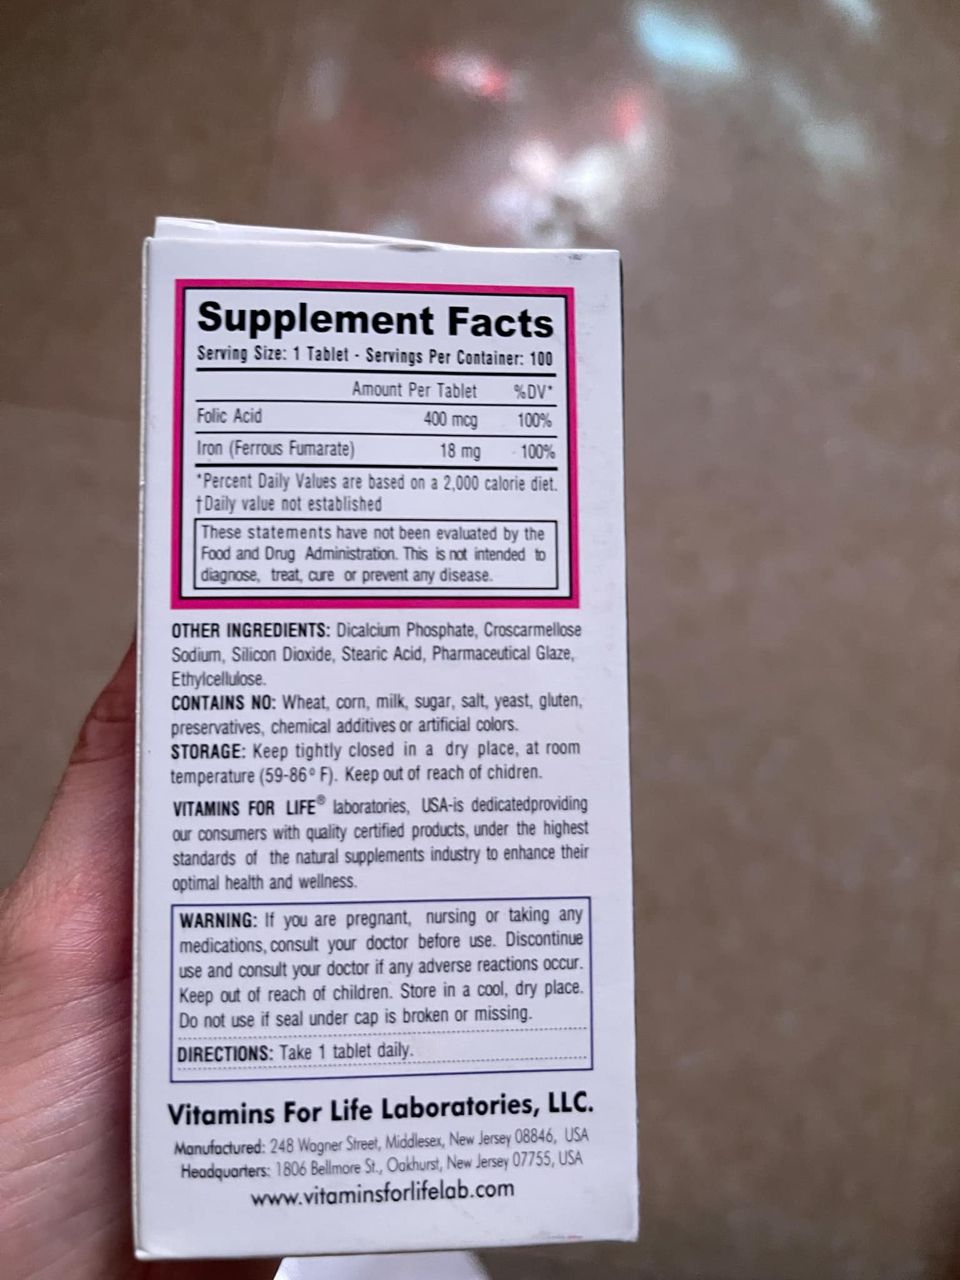 Supplement Facts
Serving Size: 1 Tablet - Servings Per Container: 100
Amount Per Tablet %DV*
Folic Acid 400 mcg 100%
Iron (Ferrous Fumarate) 18 mg 100%
*Percent Daily Values are based on a 2,000 calorie diet.
†Daily value not established
These statements have not been evaluated by the
Food and Drug Administration. This is not intended to
diagnose, treat, cure or prevent any disease.
OTHER INGREDIENTS: Dicalcium Phosphate, Croscarmellose
Sodium, Silicon Dioxide, Stearic Acid, Pharmaceutical Glaze,
Ethylcellulose.
CONTAINS NO: Wheat, corn, milk, sugar, salt, yeast, gluten,
preservatives, chemical additives or artificial colors.
STORAGE: Keep tightly closed in a dry place, at room
temperature (59-86° F). Keep out of reach of chidren.
VITAMINS FOR LIFE® laboratories, USA-is dedicatedproviding
our consumers with quality certified products, under the highest
standards of the natural supplements industry to enhance their
optimal health and wellness.
WARNING: If you are pregnant, nursing or taking any
medications, consult your doctor before use. Discontinue
use and consult your doctor if any adverse reactions occur.
Keep out of reach of children. Store in a cool, dry place.
Do not use if seal under cap is broken or missing.
DIRECTIONS: Take 1 tablet daily.
Vitamins For Life Laboratories, LLC.
Manufactured: 248 Wagner Street, Middlesex, New Jersey 08846, USA
Headquarters: 1806 Bellmore St., Oakhurst, New Jersey 07755, USA
www.vitaminsforlifelab.com